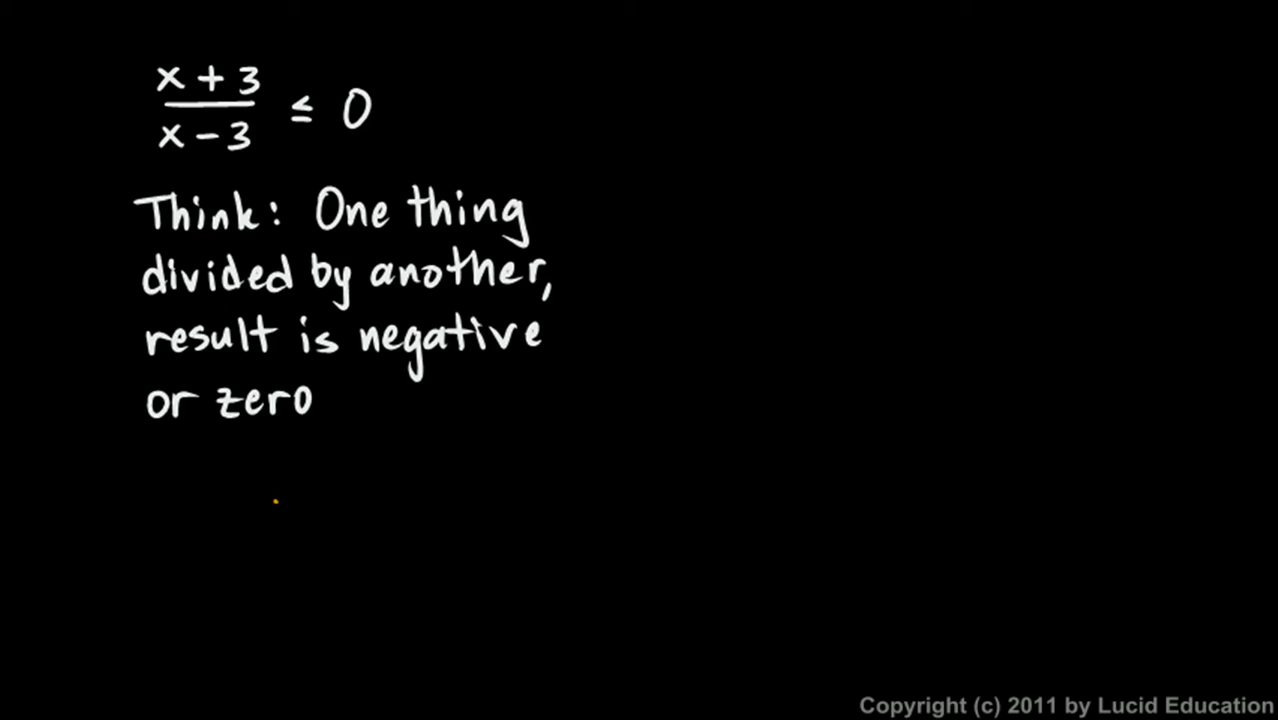 x + 3
x - 3
≤ 0
Think: One thing
divided by another,
result is negative
or zero
Copyright (c) 2011 by Lucid Education